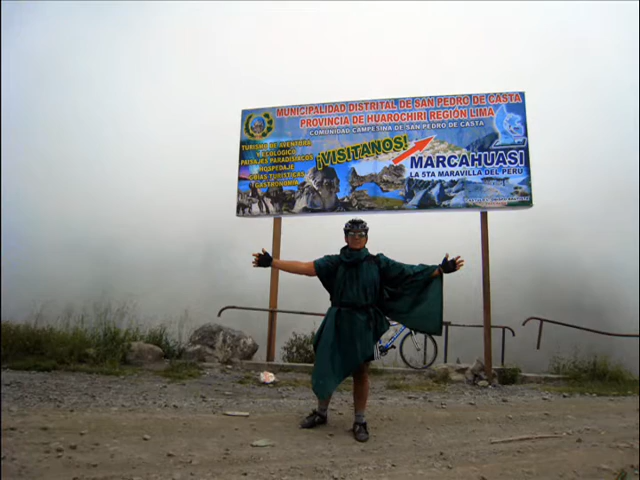 MUNICIPALIDAD DISTRITAL DE SAN PEDRO DE CASTA
PROVINCIA DE HUAROCHIRI REGIÓN LIMA
COMUNIDAD CAMPESINA DE SAN PEDRO DE CASTA
TURISMO DE AVENTURA
Y ECOLOGICO
PAISAJES PARADISIACOS
HOSPEDAJE
GUIAS TURISTICAS
GASTRONOMIA
¡VISITANOS!
MARCAHUASI
LA 5TA MARAVILLA DEL PERU